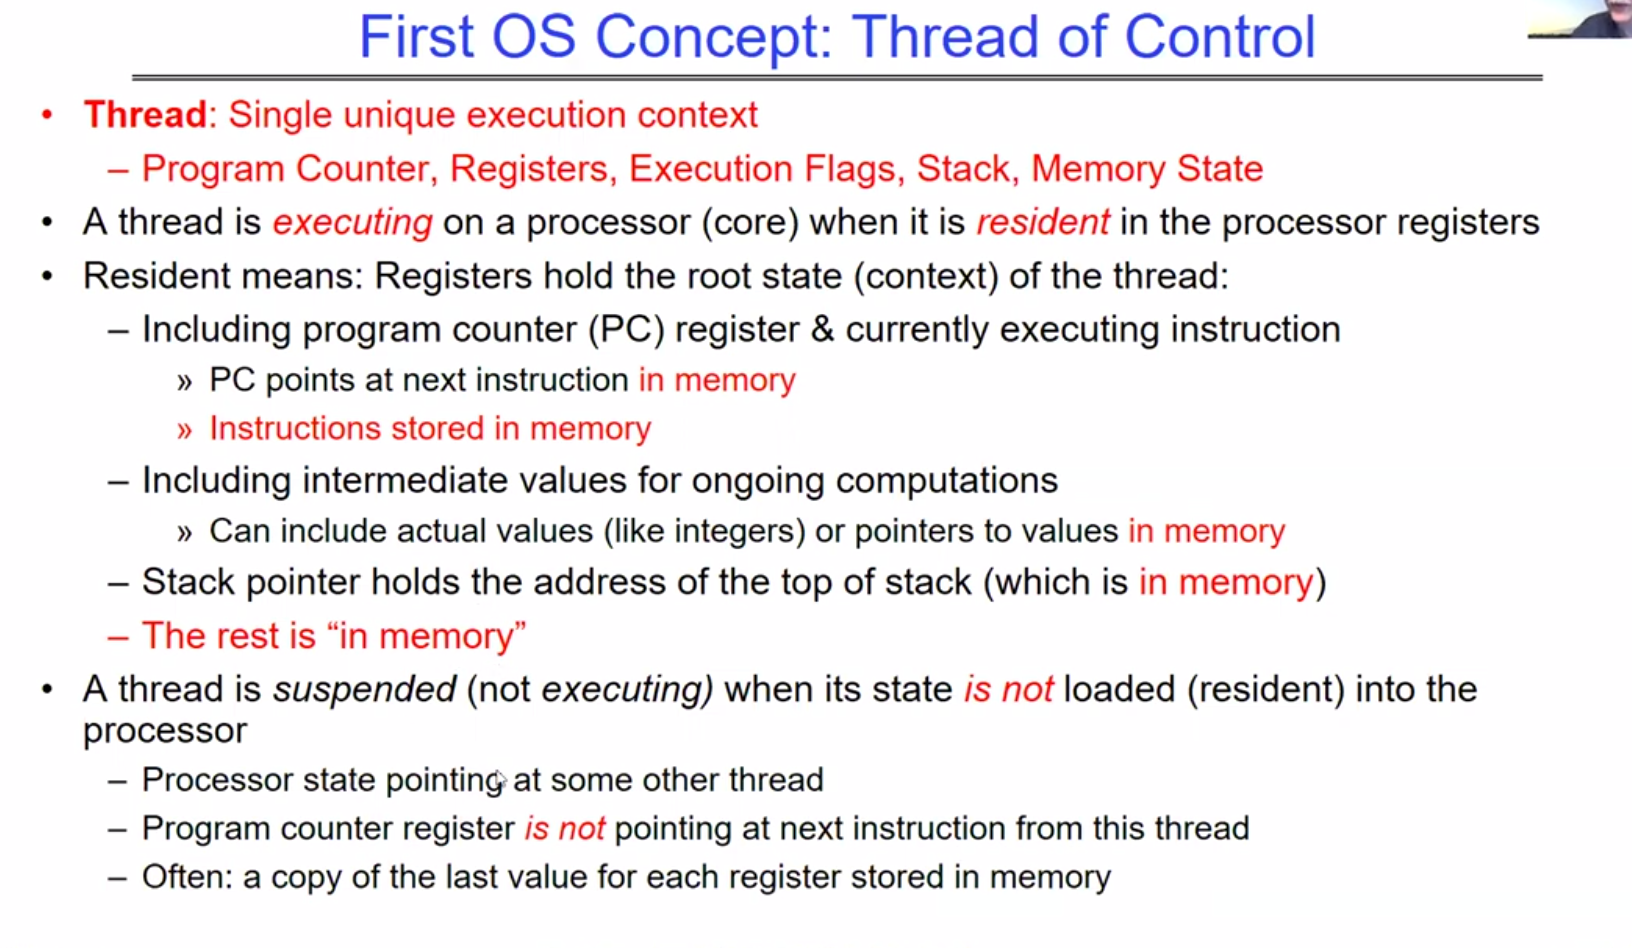 First OS Concept: Thread of Control
• Thread: Single unique execution context
– Program Counter, Registers, Execution Flags, Stack, Memory State
• A thread is executing on a processor (core) when it is resident in the processor registers
• Resident means: Registers hold the root state (context) of the thread:
– Including program counter (PC) register & currently executing instruction
» PC points at next instruction in memory
» Instructions stored in memory
– Including intermediate values for ongoing computations
» Can include actual values (like integers) or pointers to values in memory
– Stack pointer holds the address of the top of stack (which is in memory)
– The rest is “in memory”
• A thread is suspended (not executing) when its state is not loaded (resident) into the
processor
– Processor state pointing at some other thread
– Program counter register is not pointing at next instruction from this thread
– Often: a copy of the last value for each register stored in memory